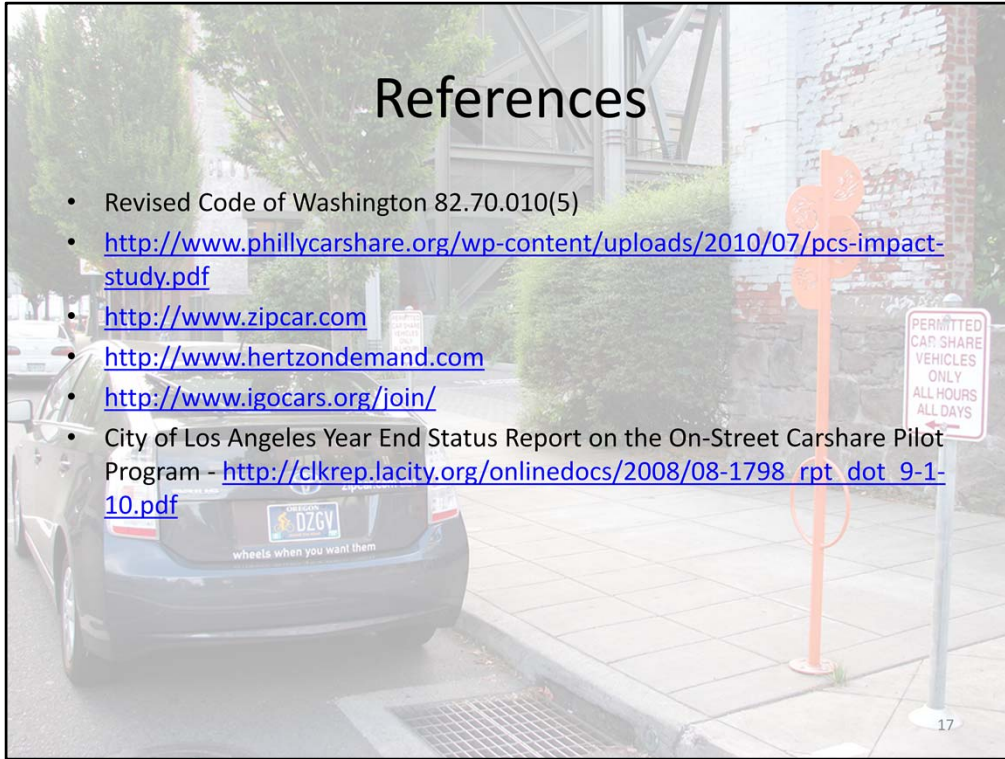 References
• Revised Code of Washington 82.70.010(5)
• http://www.phillycarshare.org/wp-content/uploads/2010/07/pcs-impact-
study.pdf
• http://www.zipcar.com
• http://www.hertzondemand.com
• http://www.igocars.org/join/
• City of Los Angeles Year End Status Report on the On-Street Carshare Pilot
Program - http://clkrep.lacity.org/onlinedocs/2008/08-1798_rpt_dot_9-1-
10.pdf
PERMITTED
CAR SHARE
VEHICLES
ONLY
ALL HOURS
ALL DAYS
OREGON
DZGV
wheels when you want them
17